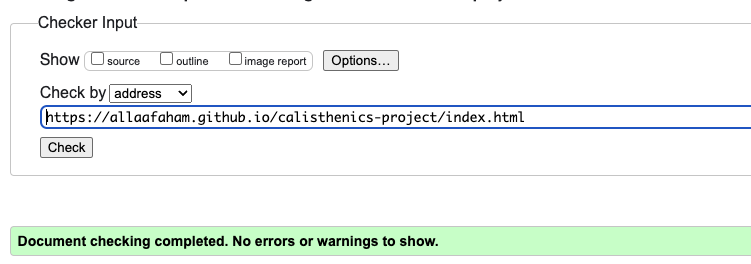 Checker Input
Show source outline image report Options...
Check by address
https://allaafaham.github.io/calisthenics-project/index.html
Check
Document checking completed. No errors or warnings to show.